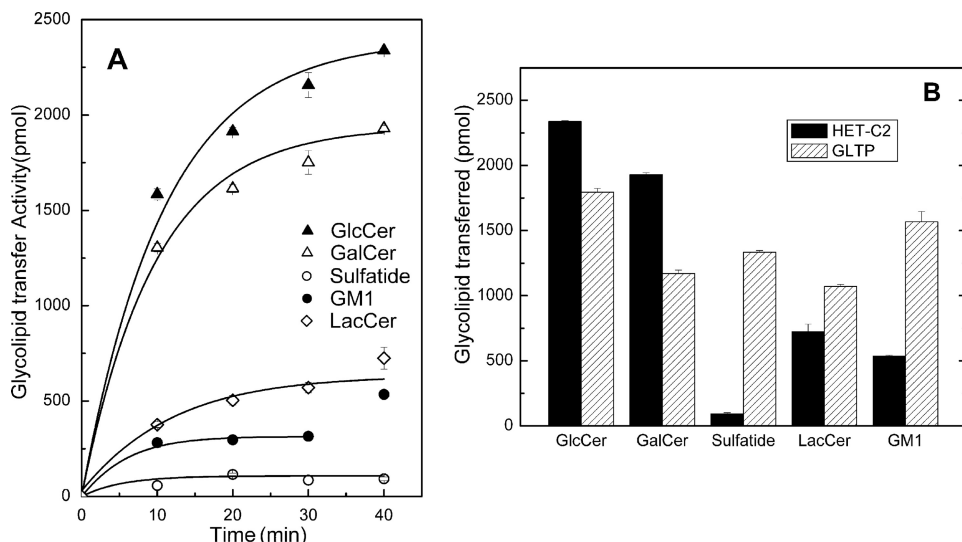 A
Glycolipid transfer Activity(pmol)
2500
2000
1500
1000
500
0
GlcCer
GalCer
Sulfatide
GM1
LacCer
0 10 20 30 40
Time (min)
B
Glycolipid transferred (pmol)
2500
2000
1500
1000
500
0
HET-C2
GLTP
GlcCer GalCer Sulfatide LacCer GM1